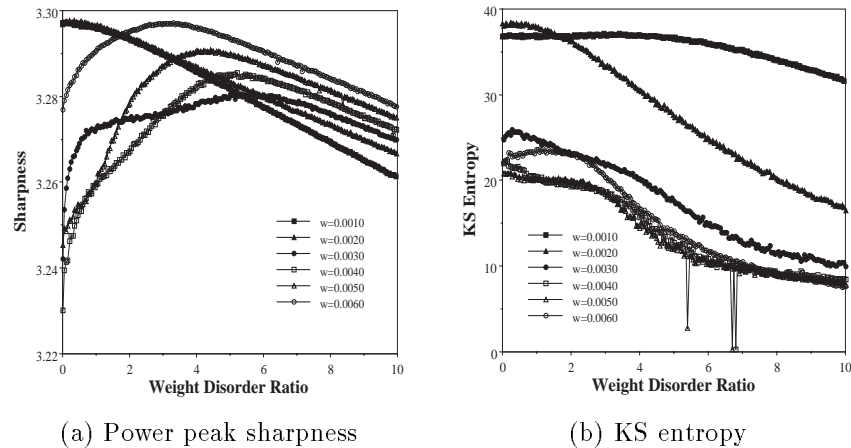 3.30
3.28
3.26
3.24
3.22
Sharpness
w=0.0010
w=0.0020
w=0.0030
w=0.0040
w=0.0050
w=0.0060
0 2 4 6 8 10
Weight Disorder Ratio
(a) Power peak sharpness
40
30
20
10
0
KS Entropy
w=0.0010
w=0.0020
w=0.0030
w=0.0040
w=0.0050
w=0.0060
0 2 4 6 8 10
Weight Disorder Ratio
(b) KS entropy